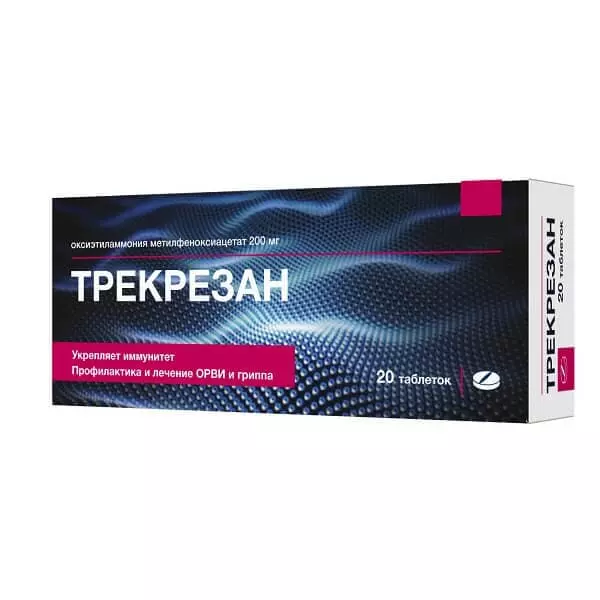 оксиэтиламмония метилфеноксиацетат 200 мг
ТРЕКРЕЗАН
Укрепляет иммунитет
Профилактика и лечение ОРВИ и гриппа
20 таблеток
ТРЕКРЕЗАН
20 таблеток